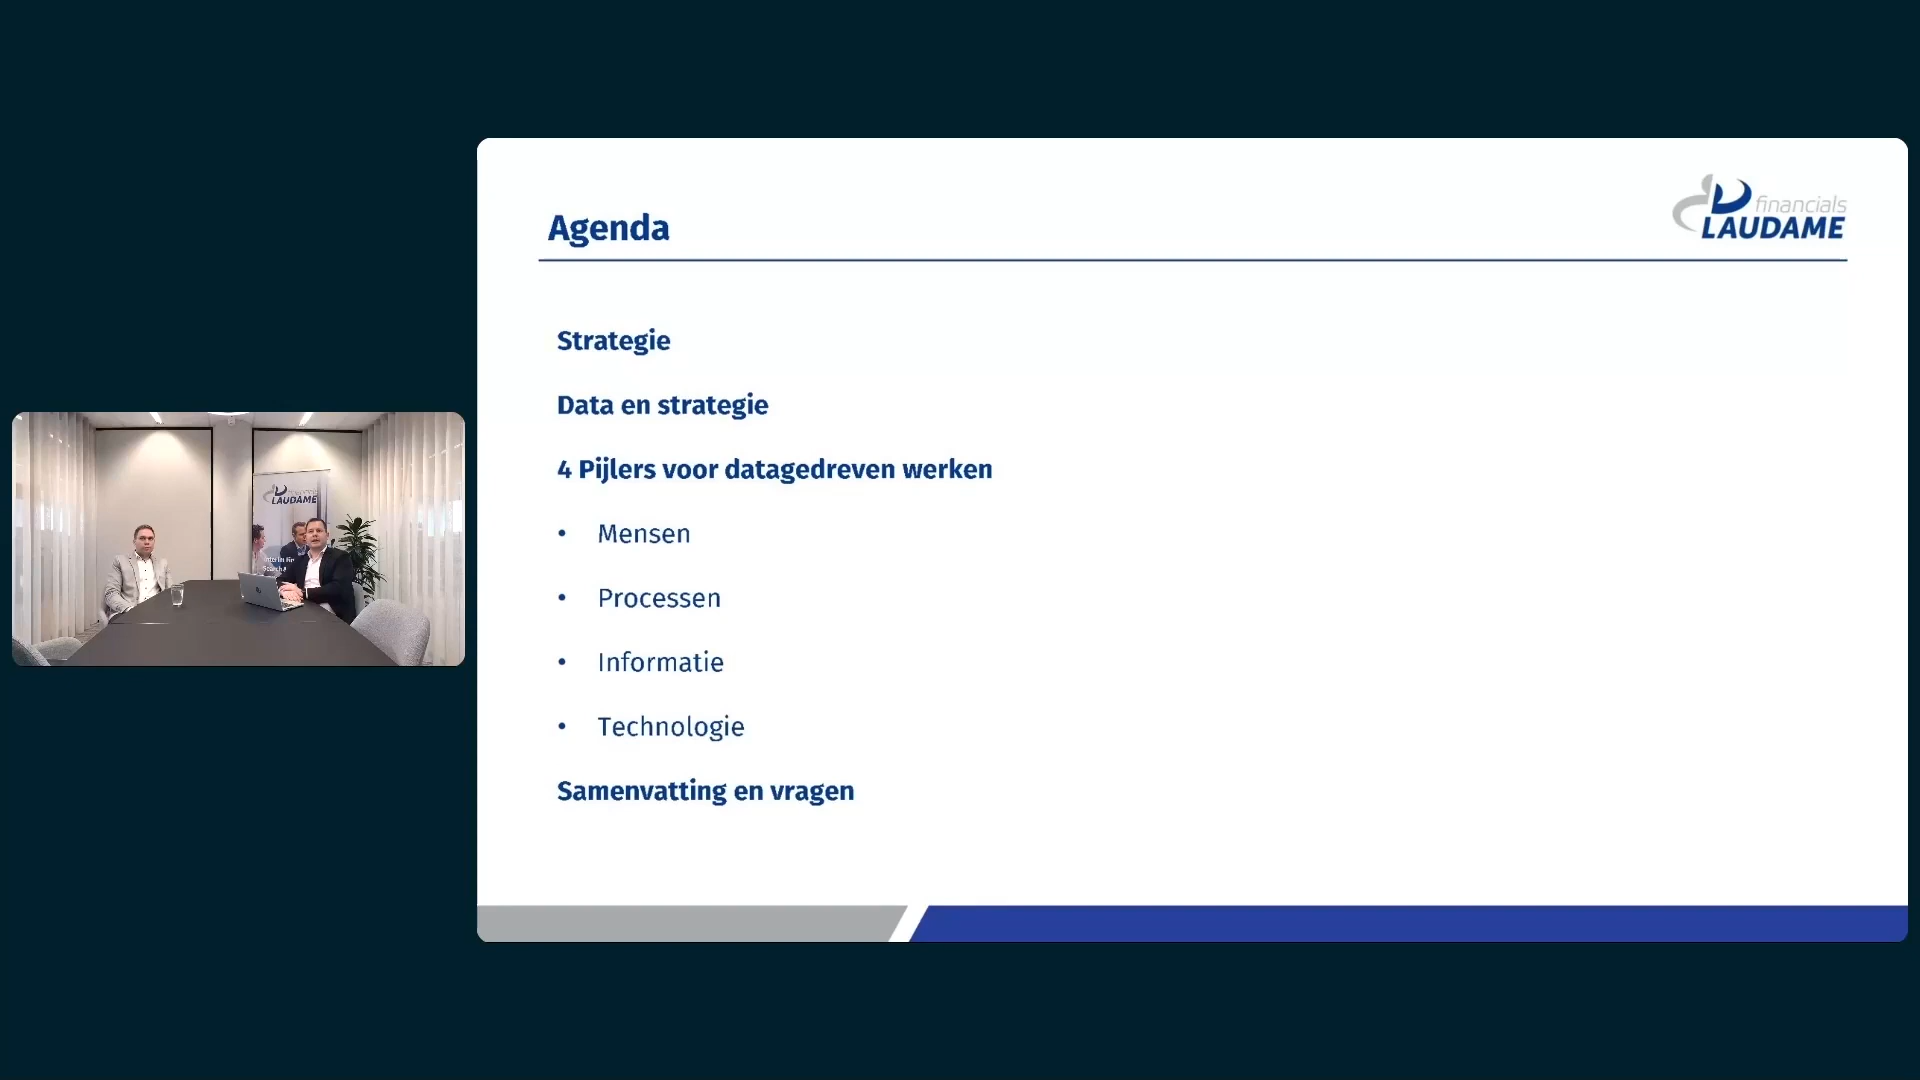 LAUDAME
Agenda
financials
LAUDAME
Strategie
Data en strategie
4 Pijlers voor datagedreven werken
• Mensen
• Processen
• Informatie
• Technologie
Samenvatting en vragen